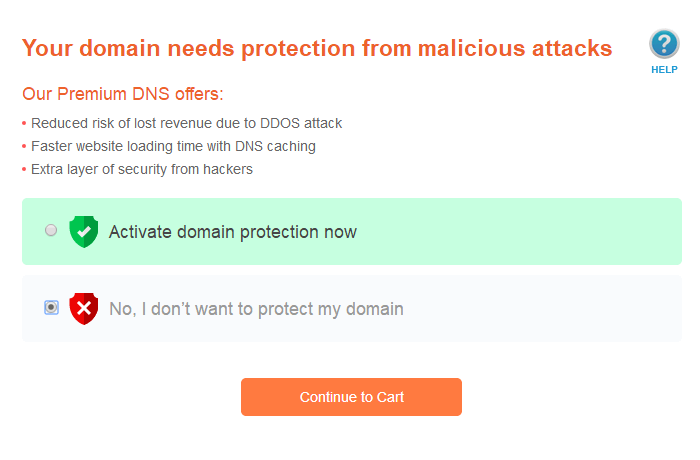 Your domain needs protection from malicious attacks
HELP
Our Premium DNS offers:
Reduced risk of lost revenue due to DDOS attack
Faster website loading time with DNS caching
Extra layer of security from hackers
Activate domain protection now
No, I don’t want to protect my domain
Continue to Cart